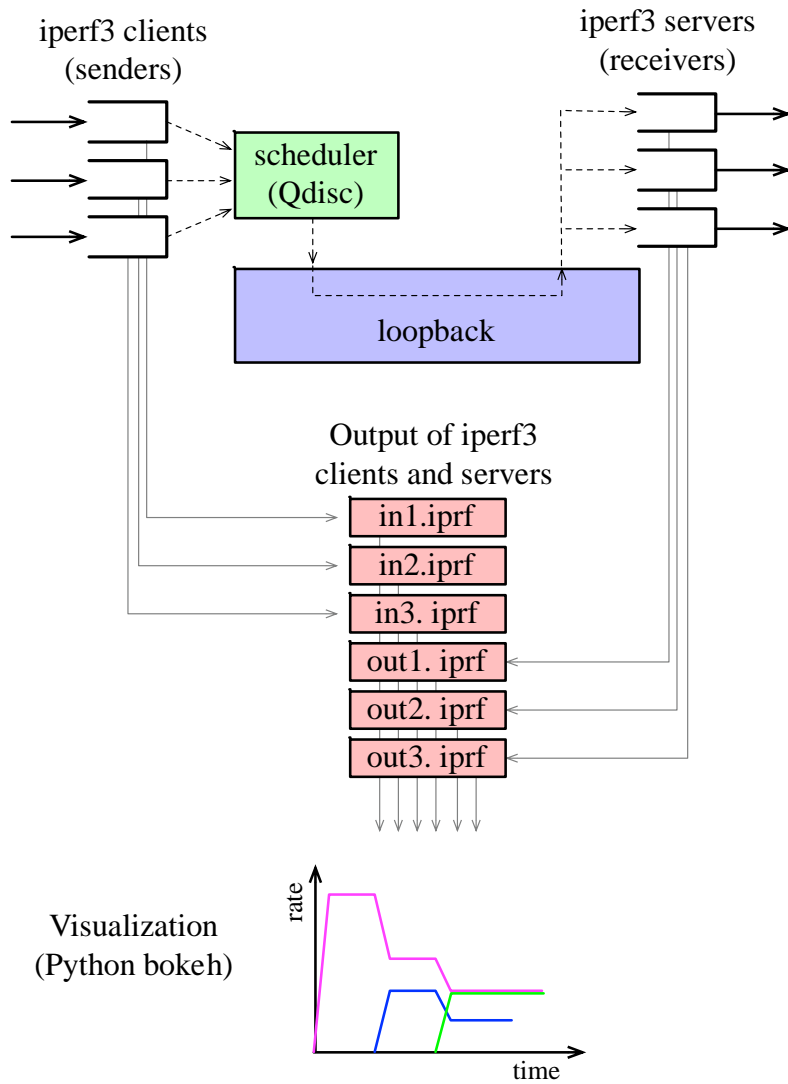 iperf3 clients
(senders)
iperf3 servers
(receivers)
scheduler
(Qdisc)
loopback
Output of iperf3
clients and servers
in1.iprf
in2.iprf
in3. iprf
out1. iprf
out2. iprf
out3. iprf
Visualization
(Python bokeh)
rate
time